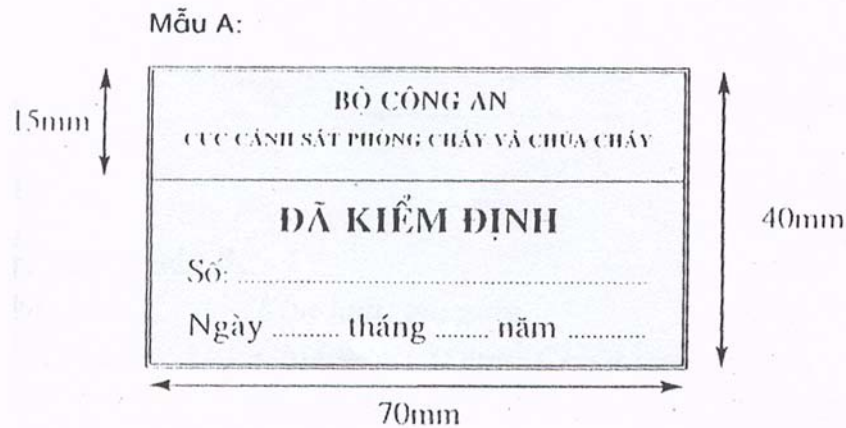 Mẫu A:
15mm
BỘ CÔNG AN
CỤC CẢNH SÁT PHÒNG CHÁY VÀ CHỮA CHÁY
ĐÃ KIỂM ĐỊNH
40mm
Số: ..........................................................
Ngày .......... tháng ........ năm ............
70mm